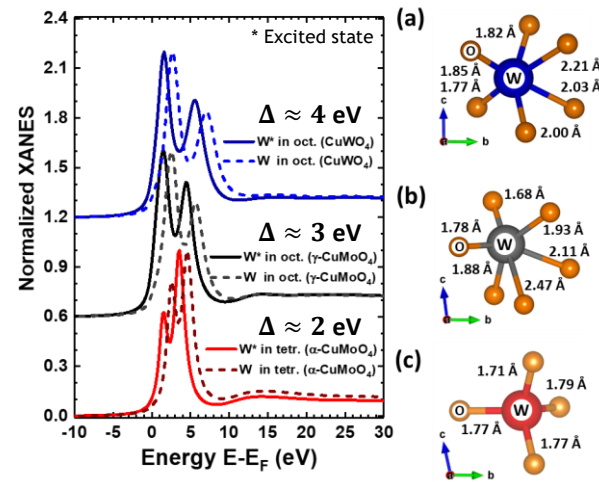 * Excited state
Δ ≈ 4 eV
W* in oct. (CuWO₄)
W in oct. (CuWO₄)
Δ ≈ 3 eV
W* in oct. (γ-CuMoO₄)
W in oct. (γ-CuMoO₄)
Δ ≈ 2 eV
W* in tetr. (α-CuMoO₄)
W in tetr. (α-CuMoO₄)
Normalized XANES
2.4
2.1
1.8
1.5
1.2
0.9
0.6
0.3
0.0
-10 -5 0 5 10 15 20 25 30
Energy E-E_F (eV)
(a)
1.82 Å
O
1.85 Å
1.77 Å
W
2.21 Å
2.03 Å
2.00 Å
c
a
b
(b)
1.68 Å
1.78 Å
O
W
1.93 Å
2.11 Å
1.88 Å
2.47 Å
c
a
b
(c)
1.71 Å
1.79 Å
O
W
1.77 Å
1.77 Å
c
a
b